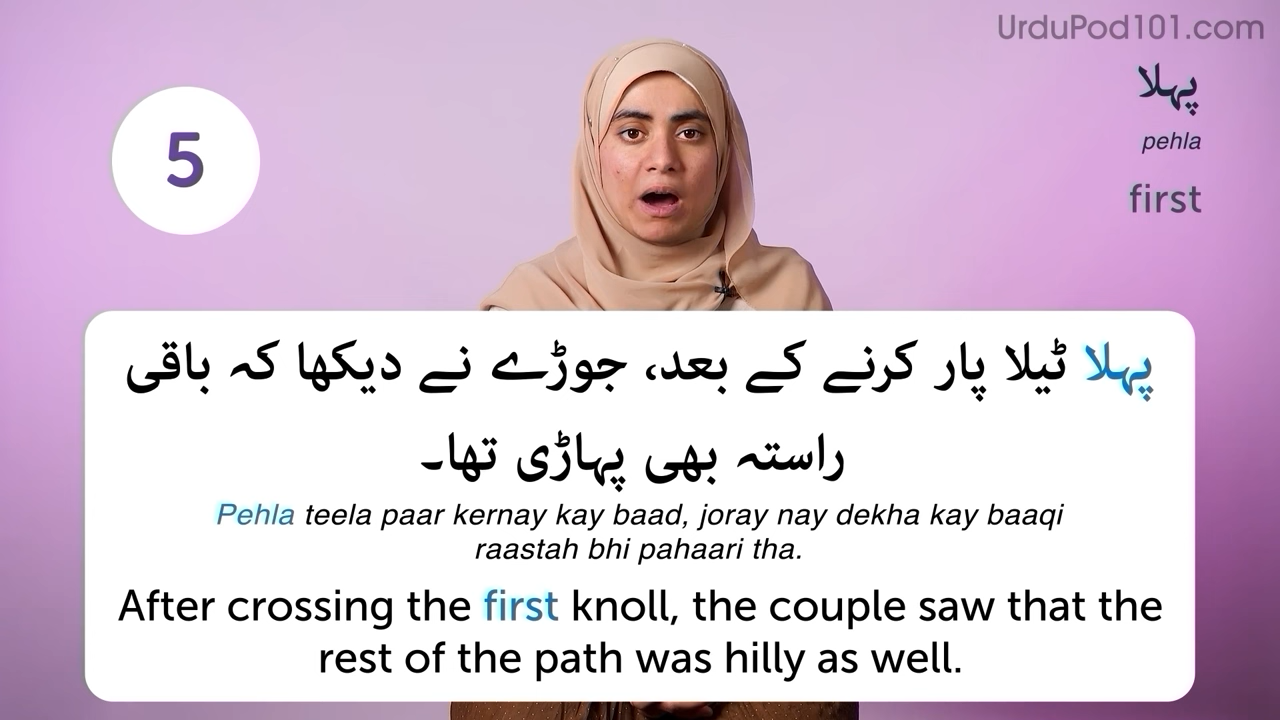 UrduPod101.com
5
پہلا
pehla
first
پہلا ٹیلا پار کرنے کے بعد، جوڑے نے دیکھا کہ باقی
راستہ بھی پہاڑی تھا۔
Pehla teela paar kernay kay baad, joray nay dekha kay baaqi
raastah bhi pahaari tha.
After crossing the first knoll, the couple saw that the
rest of the path was hilly as well.